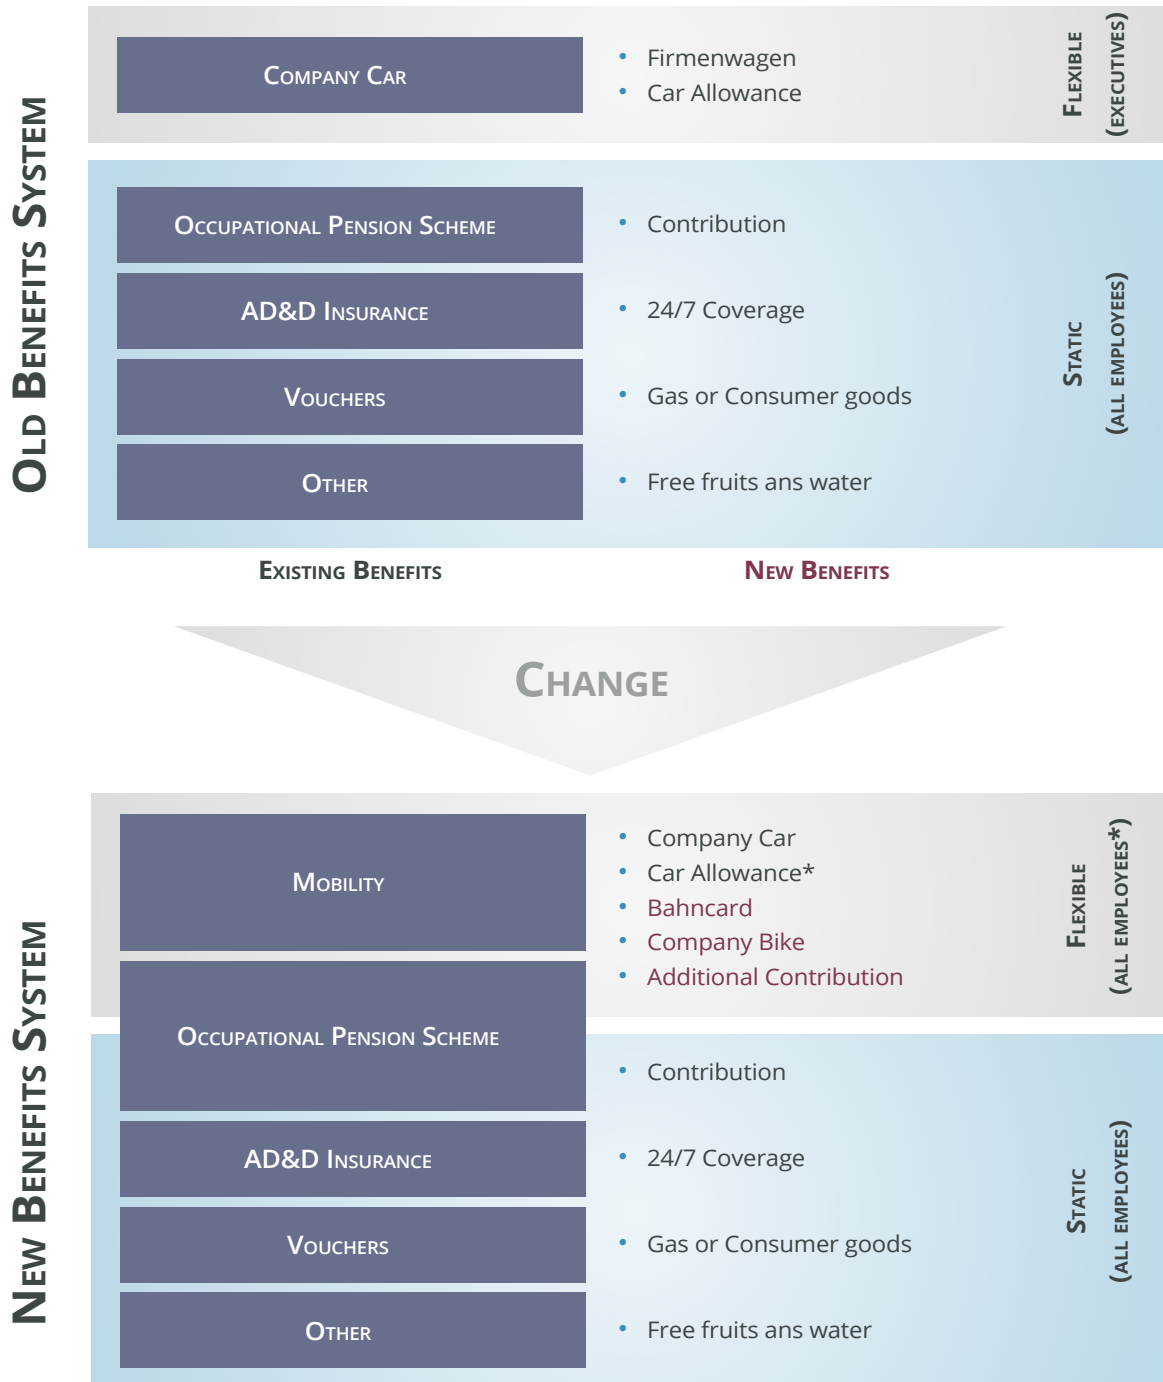 Old Benefits System
Company Car
• Firmenwagen
• Car Allowance
Flexible
(executives)
Occupational Pension Scheme
• Contribution
AD&D Insurance
• 24/7 Coverage
Vouchers
• Gas or Consumer goods
Other
• Free fruits ans water
Static
(all employees)
Existing Benefits
New Benefits
Change
New Benefits System
Mobility
• Company Car
• Car Allowance*
• Bahncard
• Company Bike
• Additional Contribution
Flexible
(all employees*)
Occupational Pension Scheme
• Contribution
AD&D Insurance
• 24/7 Coverage
Vouchers
• Gas or Consumer goods
Other
• Free fruits ans water
Static
(all employees)